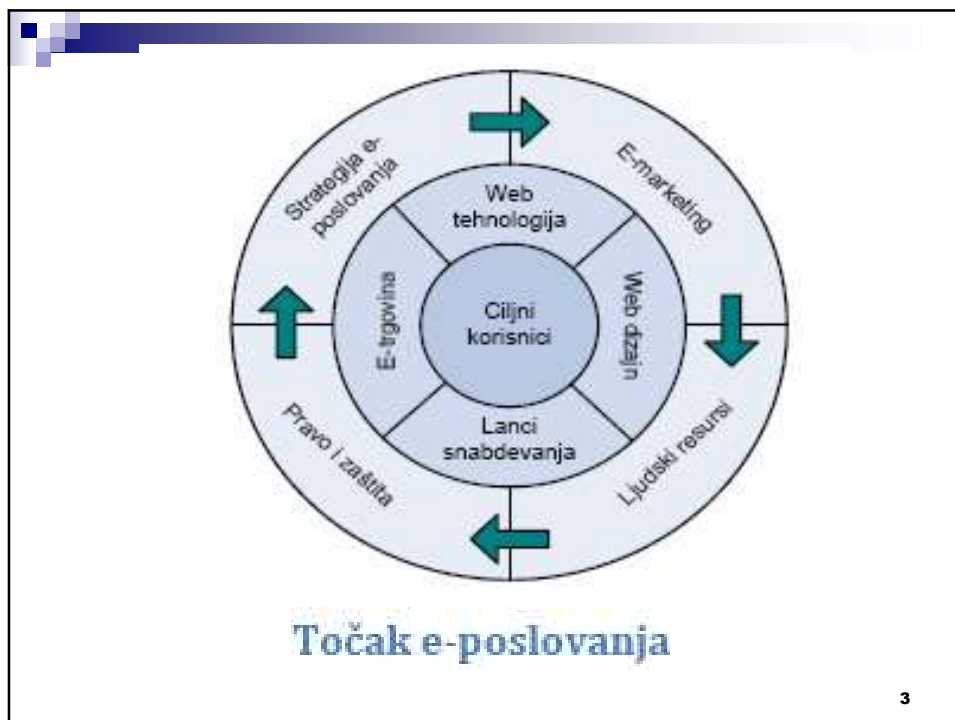 Strategija e-
poslovanja
E-marketing
Web
tehnologija
E-trgovina
Ciljni
korisnici
Web dizajn
Lanci
snabdevanja
Pravo i zaštita
Ljudski resursi
Točak e-poslovanja
3